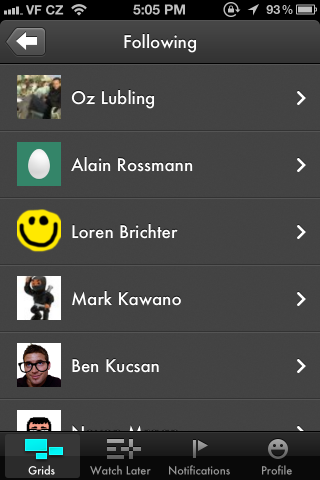 VF CZ 5:05 PM 93%
Following
Oz Lubling
Alain Rossmann
Loren Brichter
Mark Kawano
Ben Kucsan
Grids Watch Later Notifications Profile